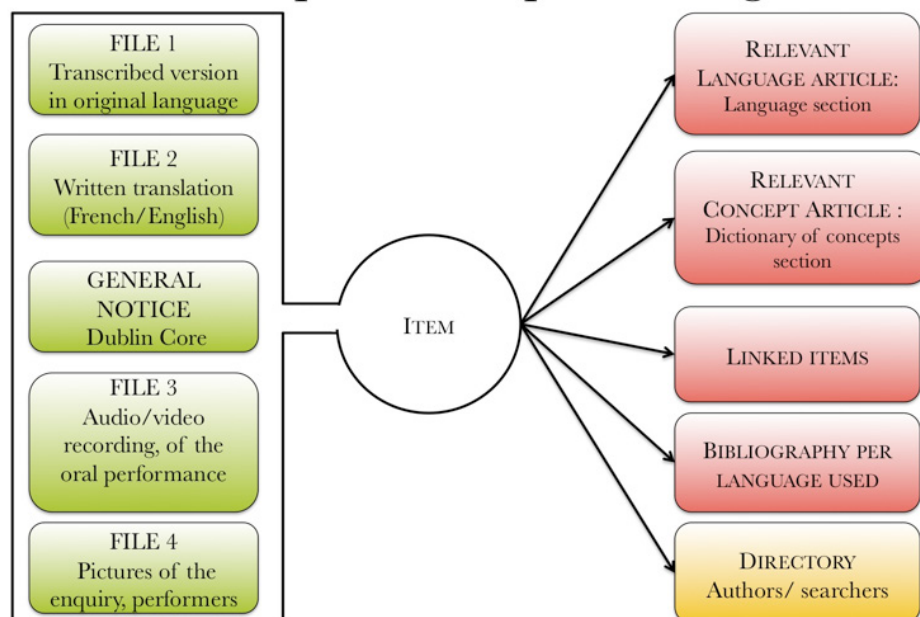 FILE 1
Transcribed version
in original language
FILE 2
Written translation
(French/English)
GENERAL
NOTICE
Dublin Core
FILE 3
Audio/video
recording, of the
oral performance
FILE 4
Pictures of the
enquiry, performers
ITEM
RELEVANT
LANGUAGE ARTICLE:
Language section
RELEVANT
CONCEPT ARTICLE :
Dictionary of concepts
section
LINKED ITEMS
BIBLIOGRAPHY PER
LANGUAGE USED
DIRECTORY
Authors/ searchers